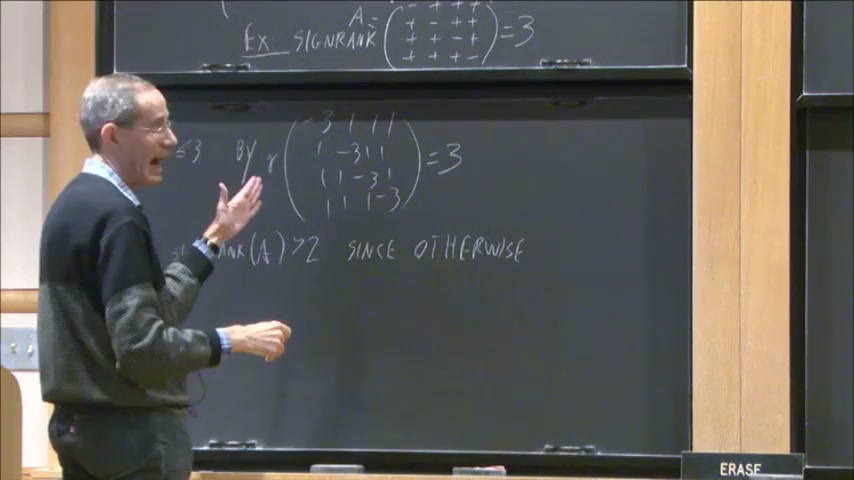 + +
A = + - + +
Ex: SIGNRANK ( + + - + ) = 3
+ + + -
≤3 BY r ( -3 1 1 1 ) = 3
1 -3 1 1
1 1 -3 1
1 1 1 -3
RANK(A) > 2 SINCE OTHERWISE
ERASE